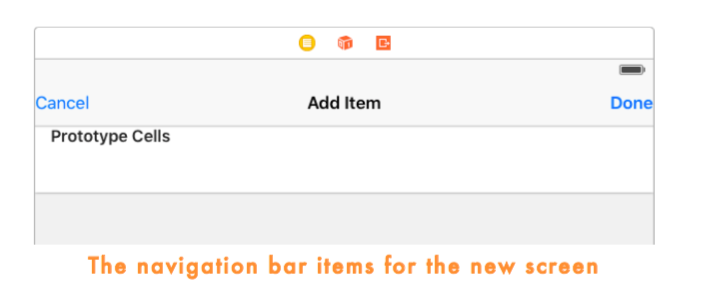 Cancel Add Item Done
Prototype Cells
The navigation bar items for the new screen